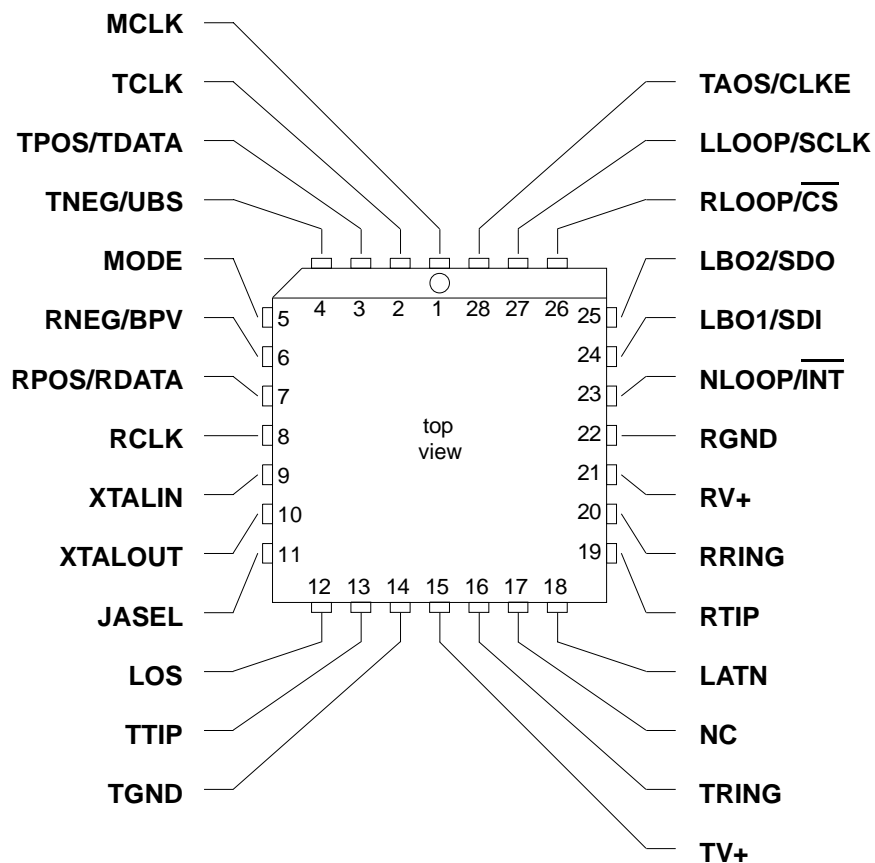 MCLK
TCLK
TPOS/TDATA
TNEG/UBS
MODE
RNEG/BPV
RPOS/RDATA
RCLK
XTALIN
XTALOUT
JASEL
LOS
TTIP
TGND
TAOS/CLKE
LLOOP/SCLK
RLOOP/C̅S̅
LBO2/SDO
LBO1/SDI
NLOOP/I̅N̅T̅
RGND
RV+
RRING
RTIP
LATN
NC
TRING
TV+
4 3 2 1 28 27 26
5
6
7
8
9
10
11
25
24
23
22
21
20
19
top
view
12 13 14 15 16 17 18